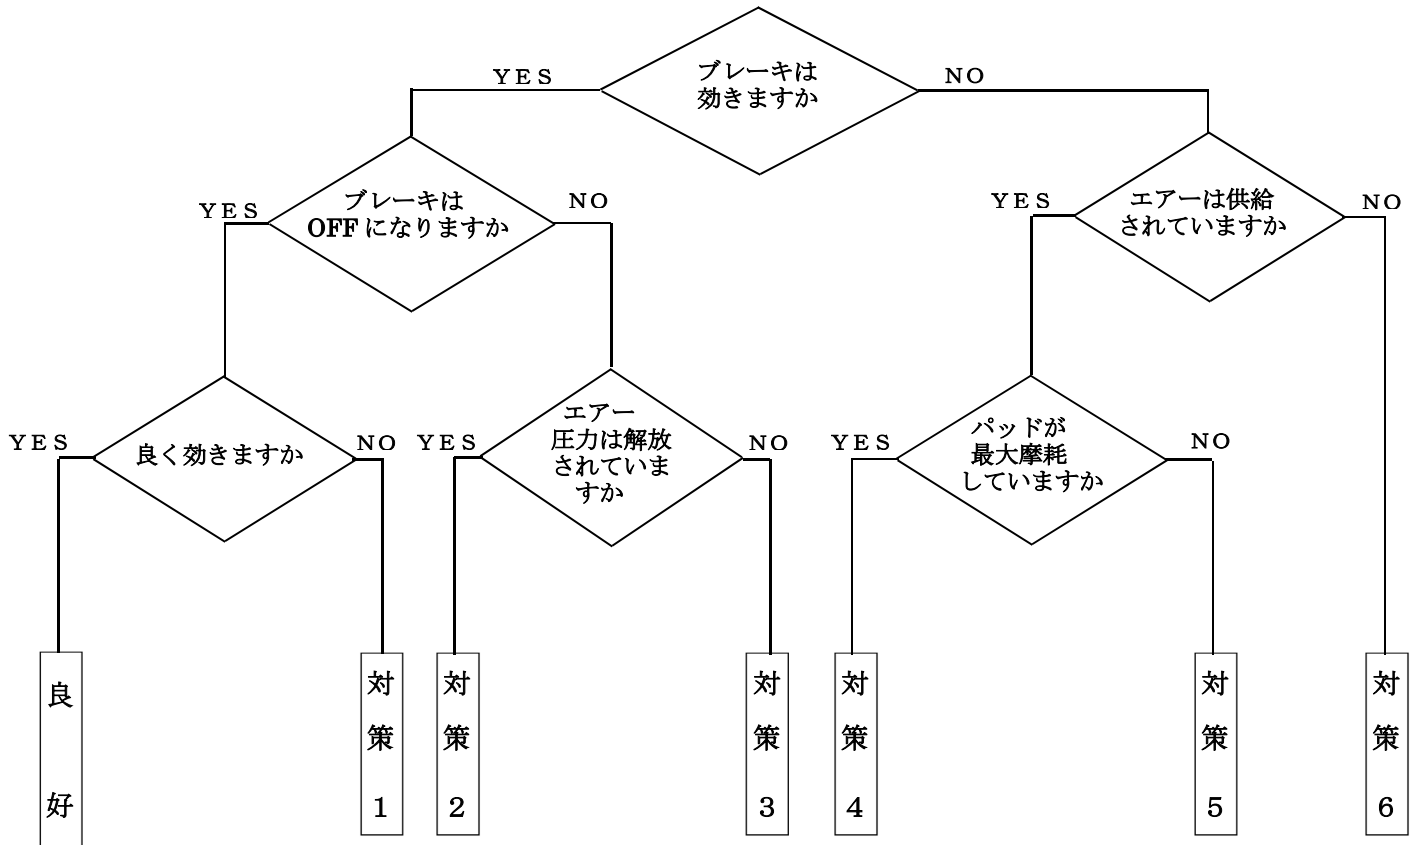 ブレーキは
効きますか
YES
NO
ブレーキは
OFFになりますか
YES
NO
エアーは供給
されていますか
YES
NO
良く効きますか
YES
NO
エアー
圧力は解放
されていま
すか
YES
NO
パッドが
最大摩耗
していますか
YES
NO
良好
対策1
対策2
対策3
対策4
対策5
対策6